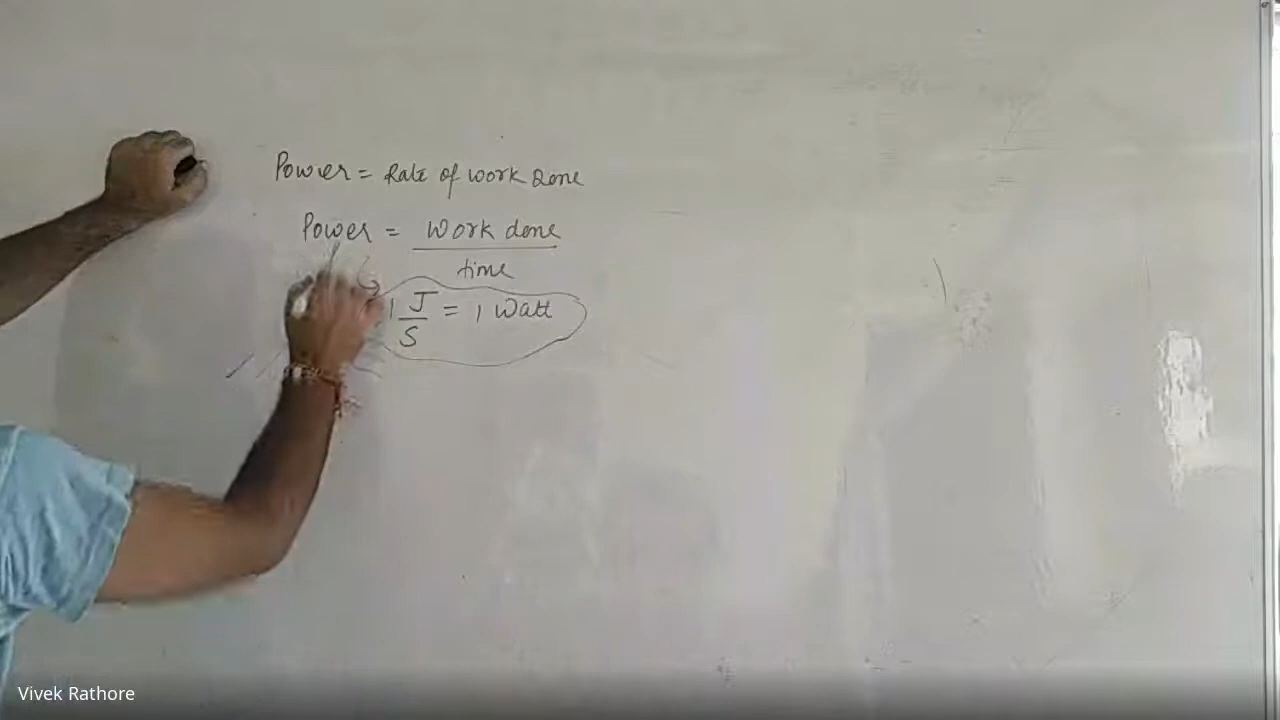 Power = Rate of work Done
Power = work done
time
1 J/S = 1 Watt
Vivek Rathore